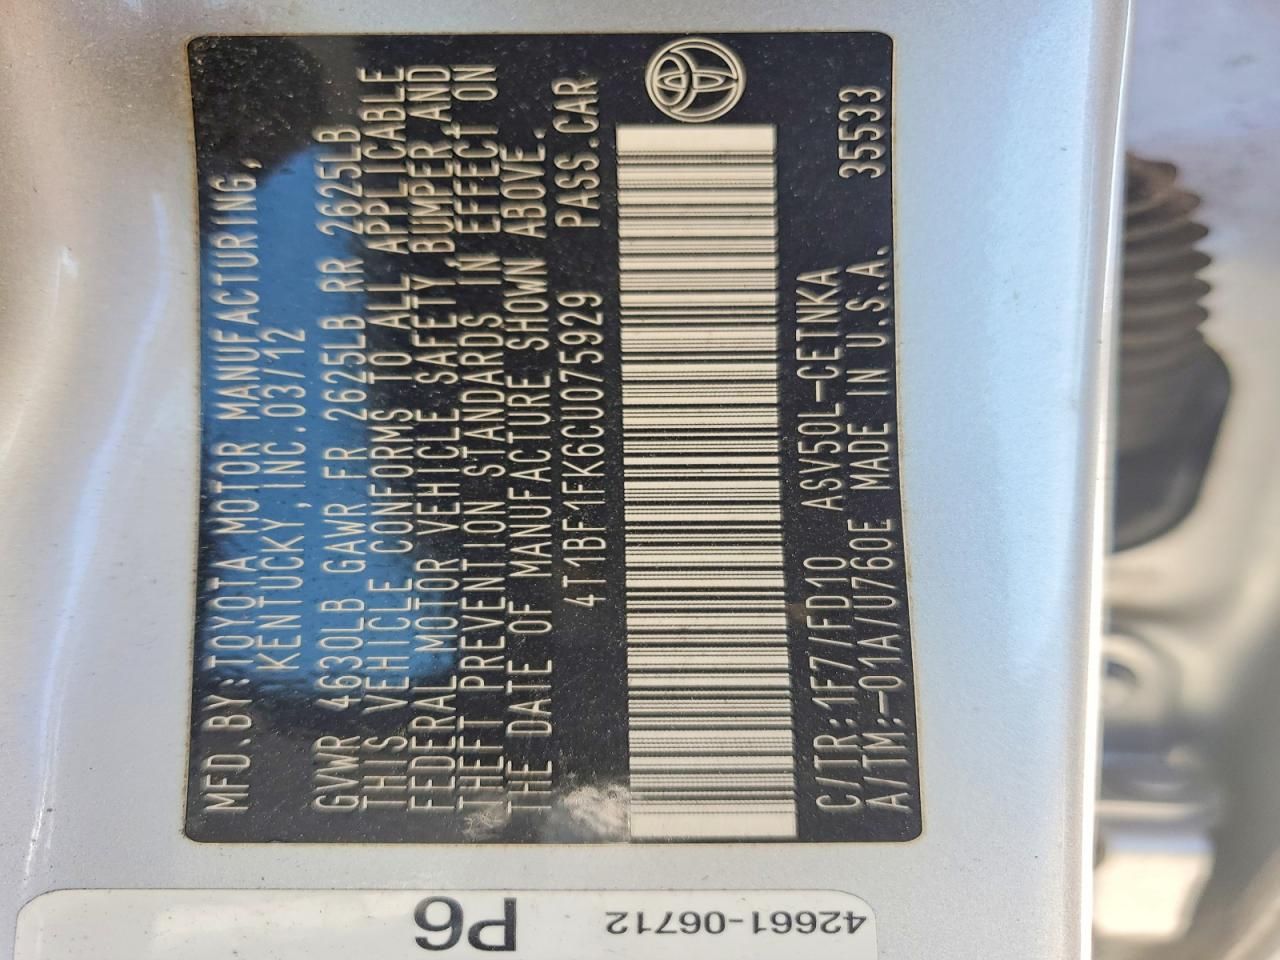 MFD.BY:TOYOTA MOTOR MANUFACTURING,
KENTUCKY,INC.03/12
GVWR 4630LB GAWR FR 2625LB RR 2625LB
THIS VEHICLE CONFORMS TO ALL APPLICABLE
FEDERAL MOTOR VEHICLE SAFETY BUMPER AND
THEFT PREVENTION STANDARDS IN EFFECT ON
THE DATE OF MANUFACTURE SHOWN ABOVE.
4T1BF1FK6CU075929 PASS.CAR
C/TR:1F7/FD10 ASV50L-CETNKA
A/TM:-01A/U760E MADE IN U.S.A. 35533
P6
42661-06712